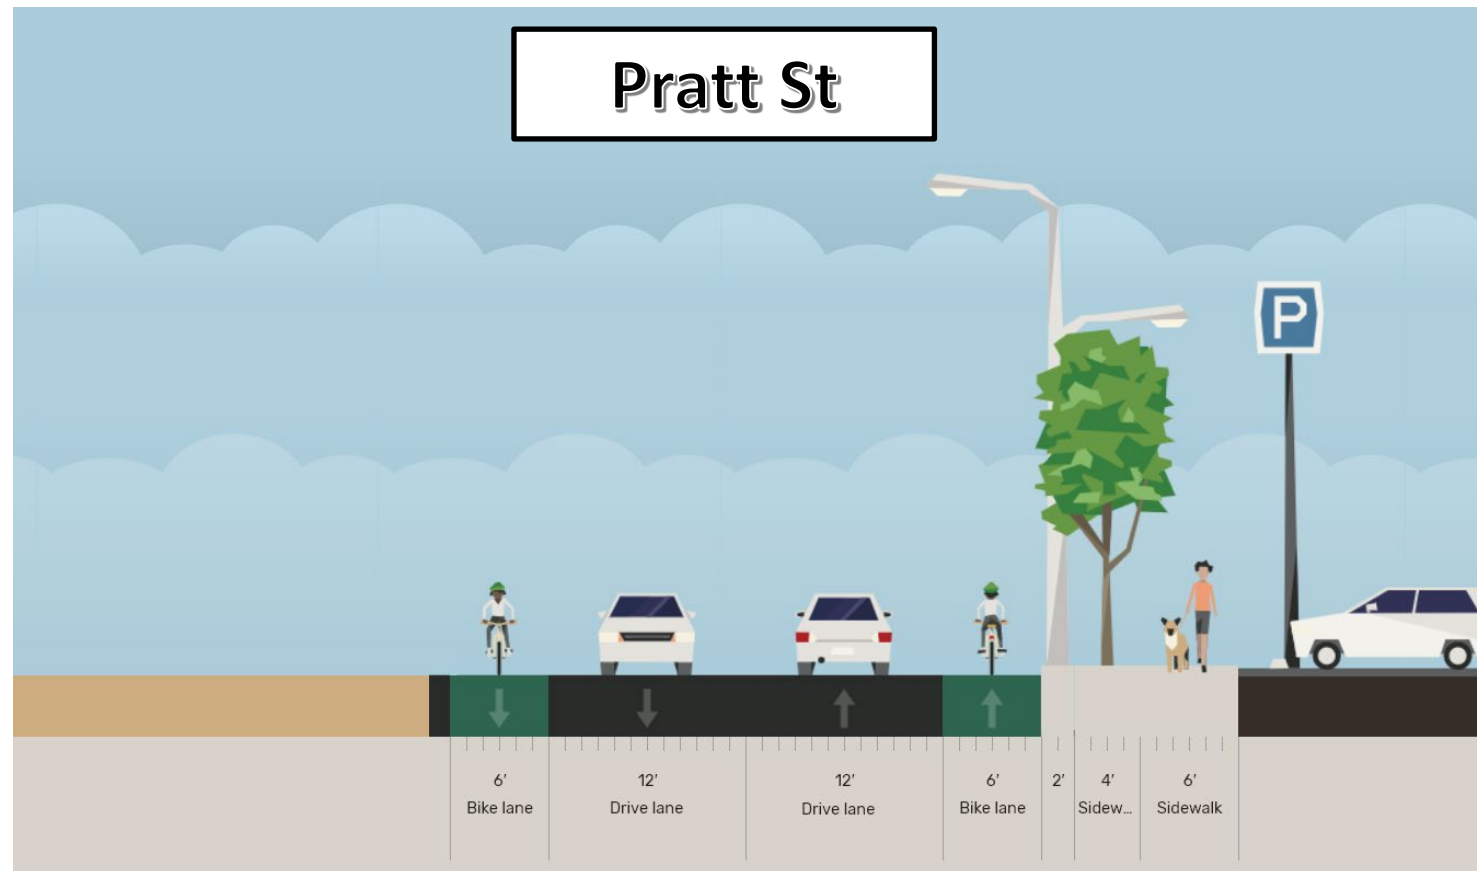 Pratt St
P
6' 12' 12' 6' 2' 4' 6'
Bike lane Drive lane Drive lane Bike lane Sidew... Sidewalk